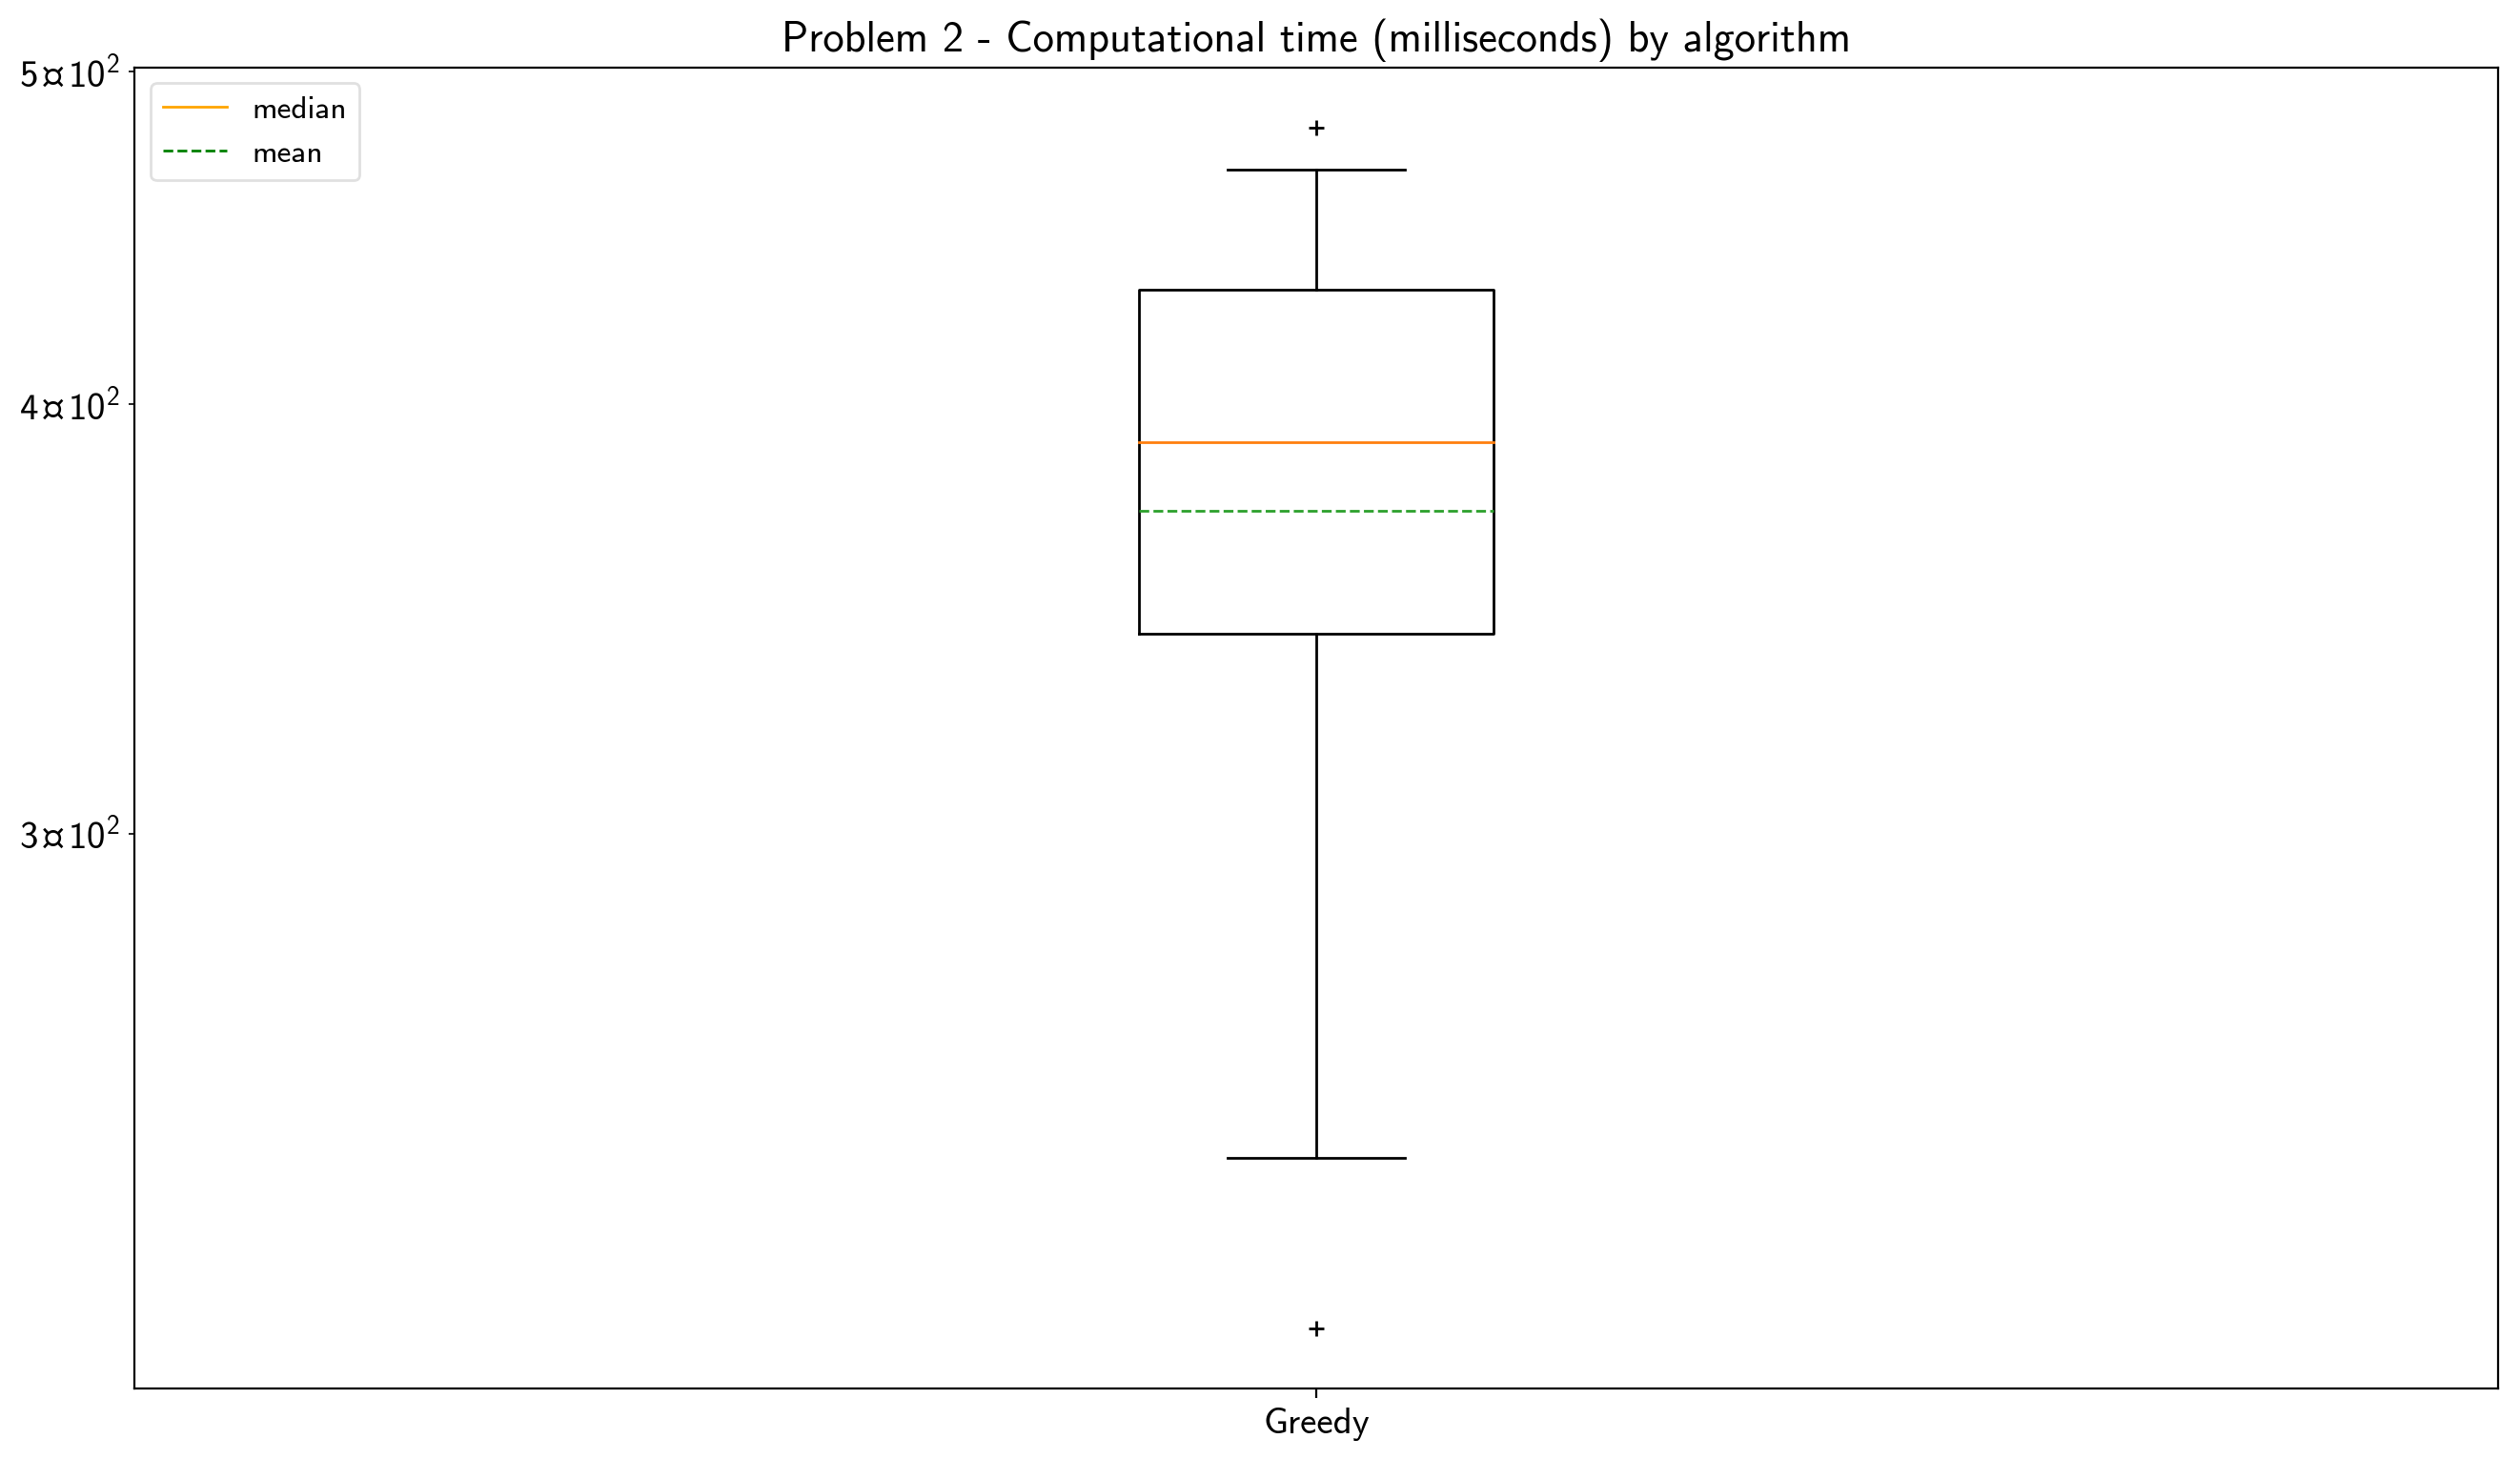 Problem 2 - Computational time (milliseconds) by algorithm
5¤10²
median
mean
4¤10²
3¤10²
Greedy